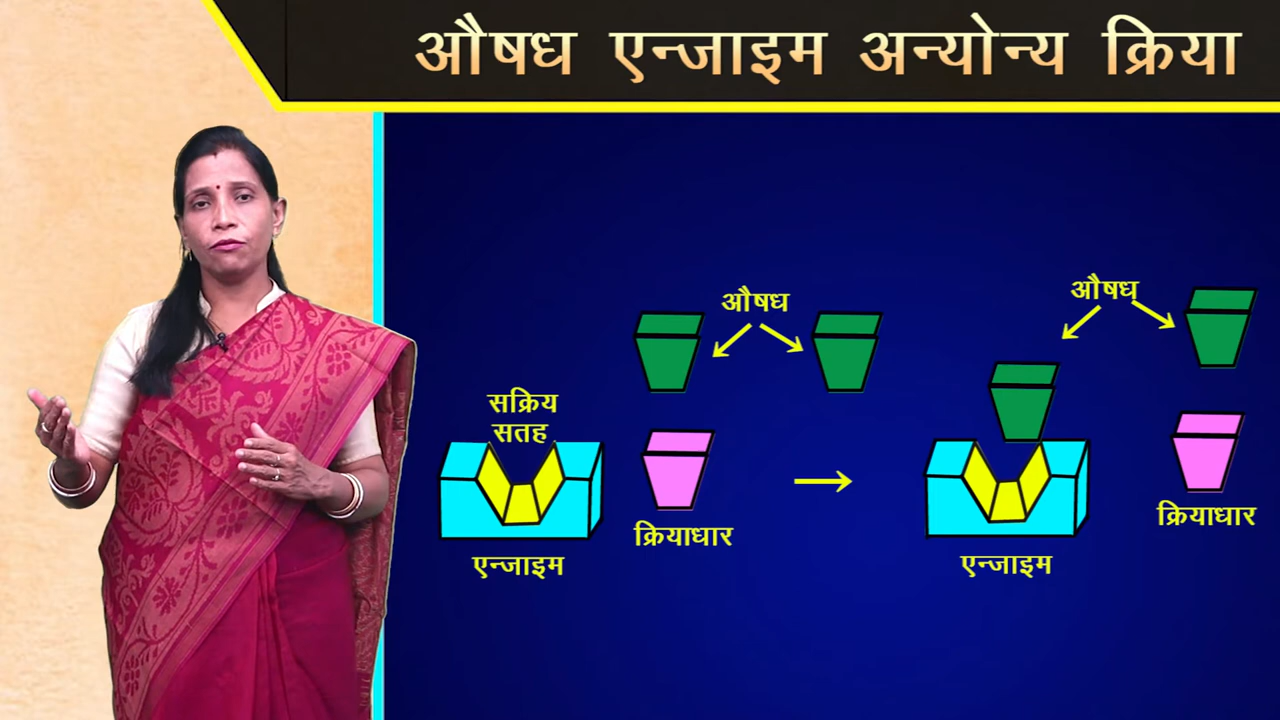 औषध एन्जाइम अन्योन्य क्रिया
औषध
औषध
सक्रिय
सतह
क्रियाधार
क्रियाधार
एन्जाइम
एन्जाइम